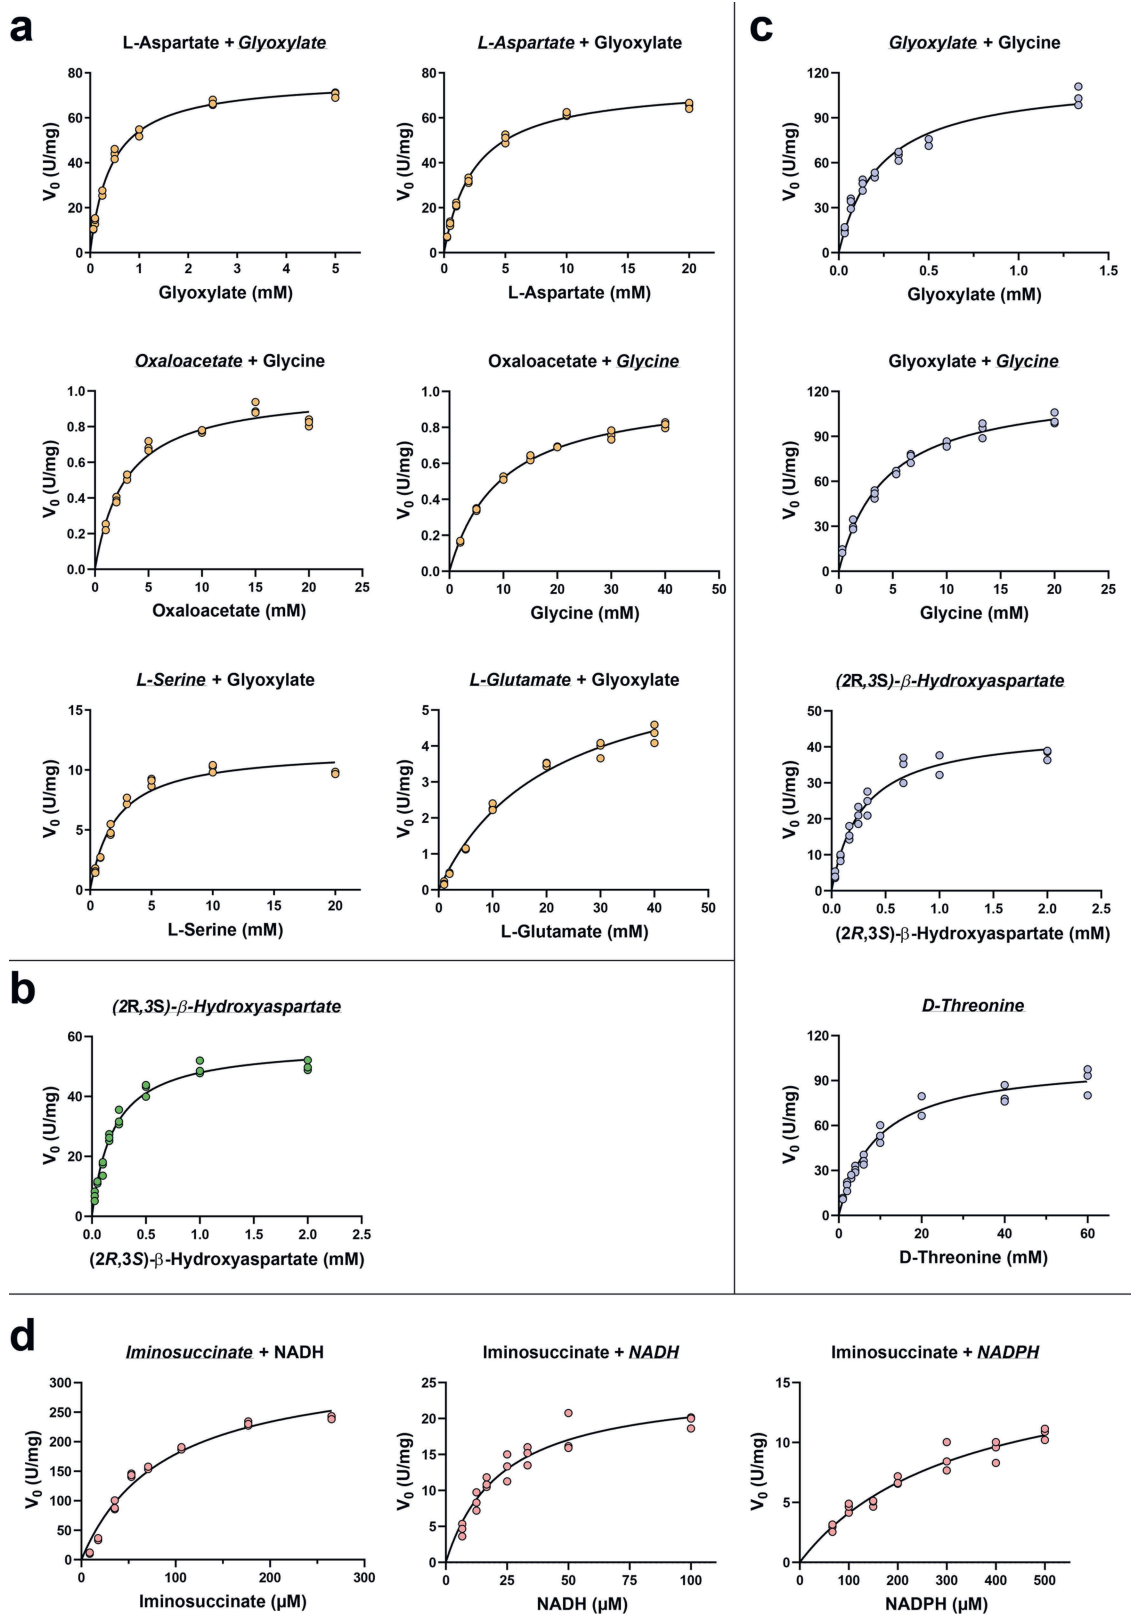 a
L-Aspartate + Glyoxylate
V0 (U/mg)
80
60
40
20
0
0 1 2 3 4 5
Glyoxylate (mM)
L-Aspartate + Glyoxylate
V0 (U/mg)
80
60
40
20
0
0 5 10 15 20
L-Aspartate (mM)
Oxaloacetate + Glycine
V0 (U/mg)
1.0
0.8
0.6
0.4
0.2
0.0
0 5 10 15 20 25
Oxaloacetate (mM)
Oxaloacetate + Glycine
V0 (U/mg)
1.0
0.8
0.6
0.4
0.2
0.0
0 10 20 30 40 50
Glycine (mM)
L-Serine + Glyoxylate
V0 (U/mg)
15
10
5
0
0 5 10 15 20
L-Serine (mM)
L-Glutamate + Glyoxylate
V0 (U/mg)
5
4
3
2
1
0
0 10 20 30 40 50
L-Glutamate (mM)
b
(2R,3S)-β-Hydroxyaspartate
V0 (U/mg)
60
40
20
0
0.0 0.5 1.0 1.5 2.0 2.5
(2R,3S)-β-Hydroxyaspartate (mM)
c
Glyoxylate + Glycine
V0 (U/mg)
120
90
60
30
0
0.0 0.5 1.0 1.5
Glyoxylate (mM)
Glyoxylate + Glycine
V0 (U/mg)
120
90
60
30
0
0 5 10 15 20 25
Glycine (mM)
(2R,3S)-β-Hydroxyaspartate
V0 (U/mg)
50
40
30
20
10
0
0.0 0.5 1.0 1.5 2.0 2.5
(2R,3S)-β-Hydroxyaspartate (mM)
D-Threonine
V0 (U/mg)
120
90
60
30
0
0 20 40 60
D-Threonine (mM)
d
Iminosuccinate + NADH
V0 (U/mg)
300
250
200
150
100
50
0
0 100 200 300
Iminosuccinate (µM)
Iminosuccinate + NADH
V0 (U/mg)
25
20
15
10
5
0
0 25 50 75 100
NADH (µM)
Iminosuccinate + NADPH
V0 (U/mg)
15
10
5
0
0 100 200 300 400 500
NADPH (µM)